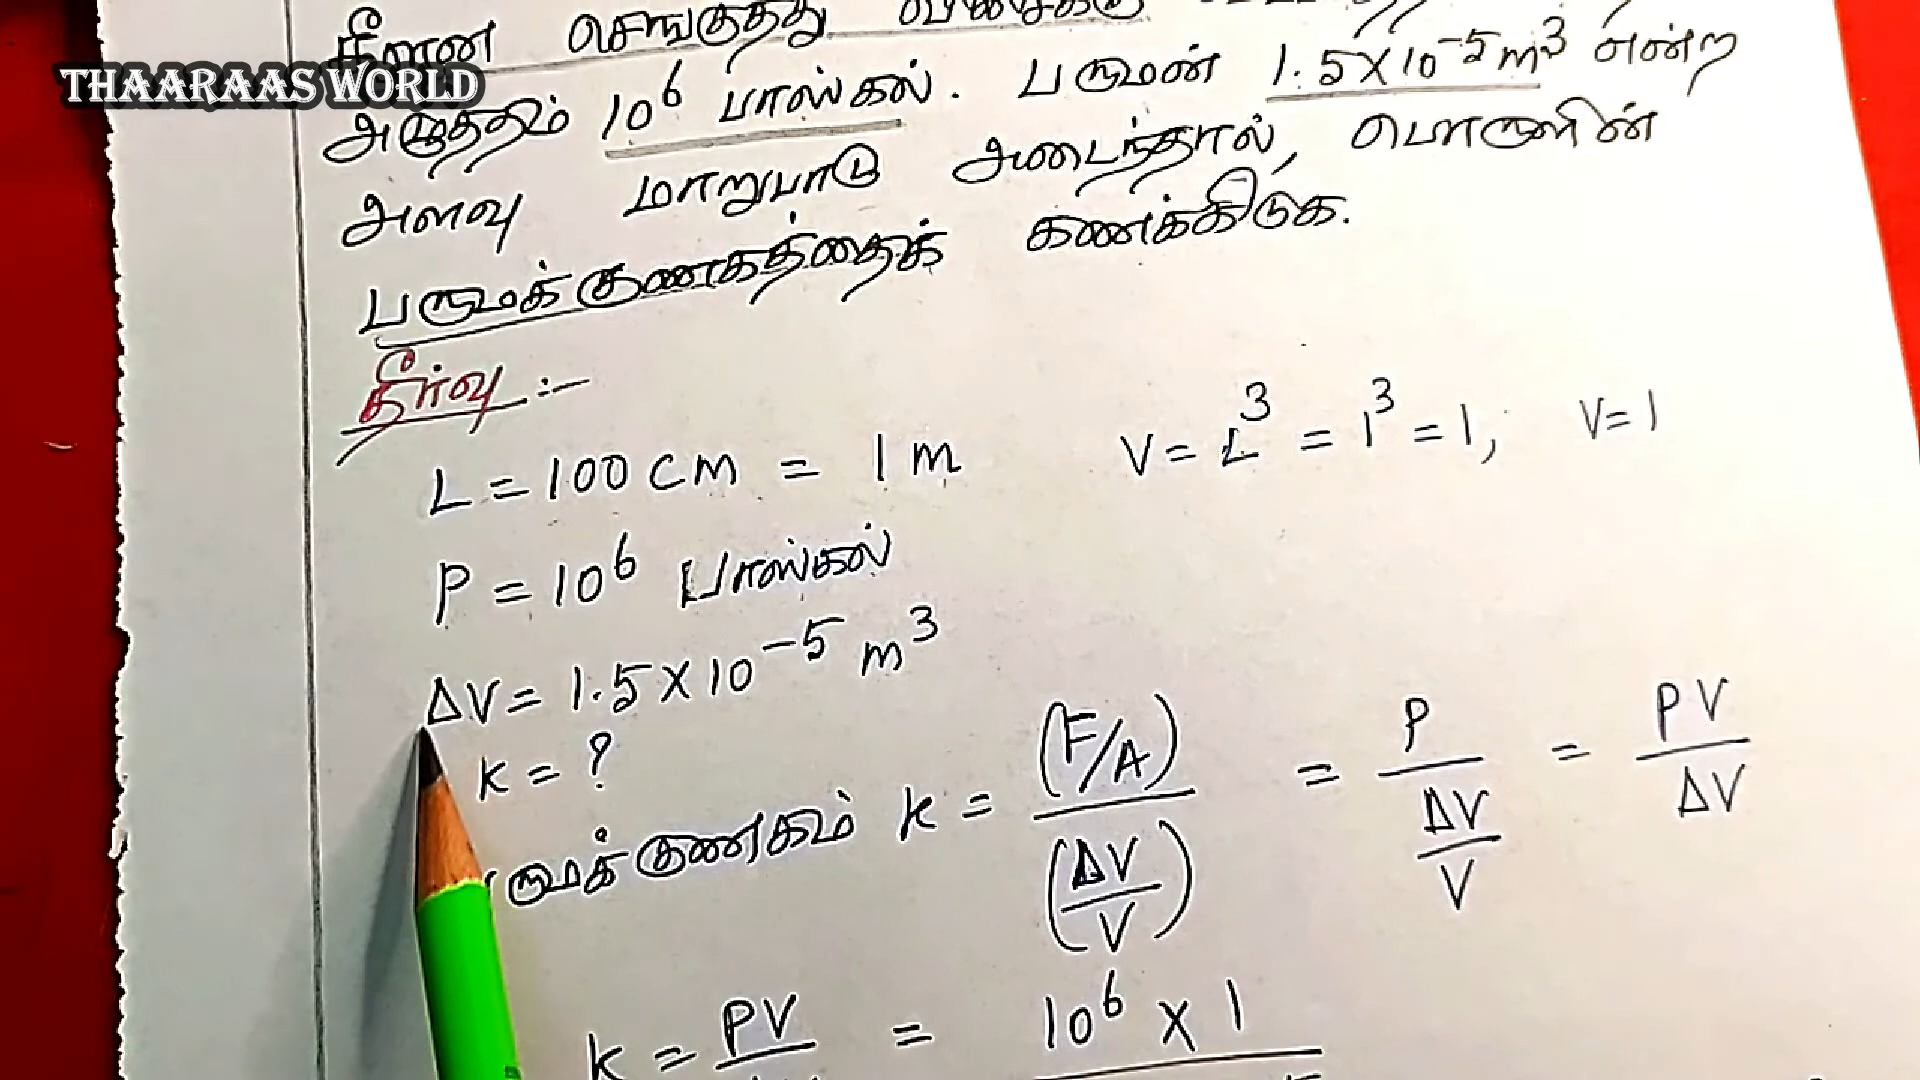 THAARAAS WORLD
செங்குத்து
அழுத்தம் 10⁶ பாஸ்கல். பருமன் 1.5×10⁻⁵m³ என்ற
அளவு மாறுபாடு அடைந்தால், பொருளின்
பருமக்குணகத்தைக் கணக்கிடுக.
தீர்வு :-
L = 100 cm = 1 m V = L³ = 1³ = 1, V = 1
P = 10⁶ பாஸ்கல்
ΔV = 1.5×10⁻⁵ m³
K = ?
ருமக்குணகம் K = (F/A)/(ΔV/V) = P/(ΔV/V) = PV/ΔV
K = PV = 10⁶ × 1